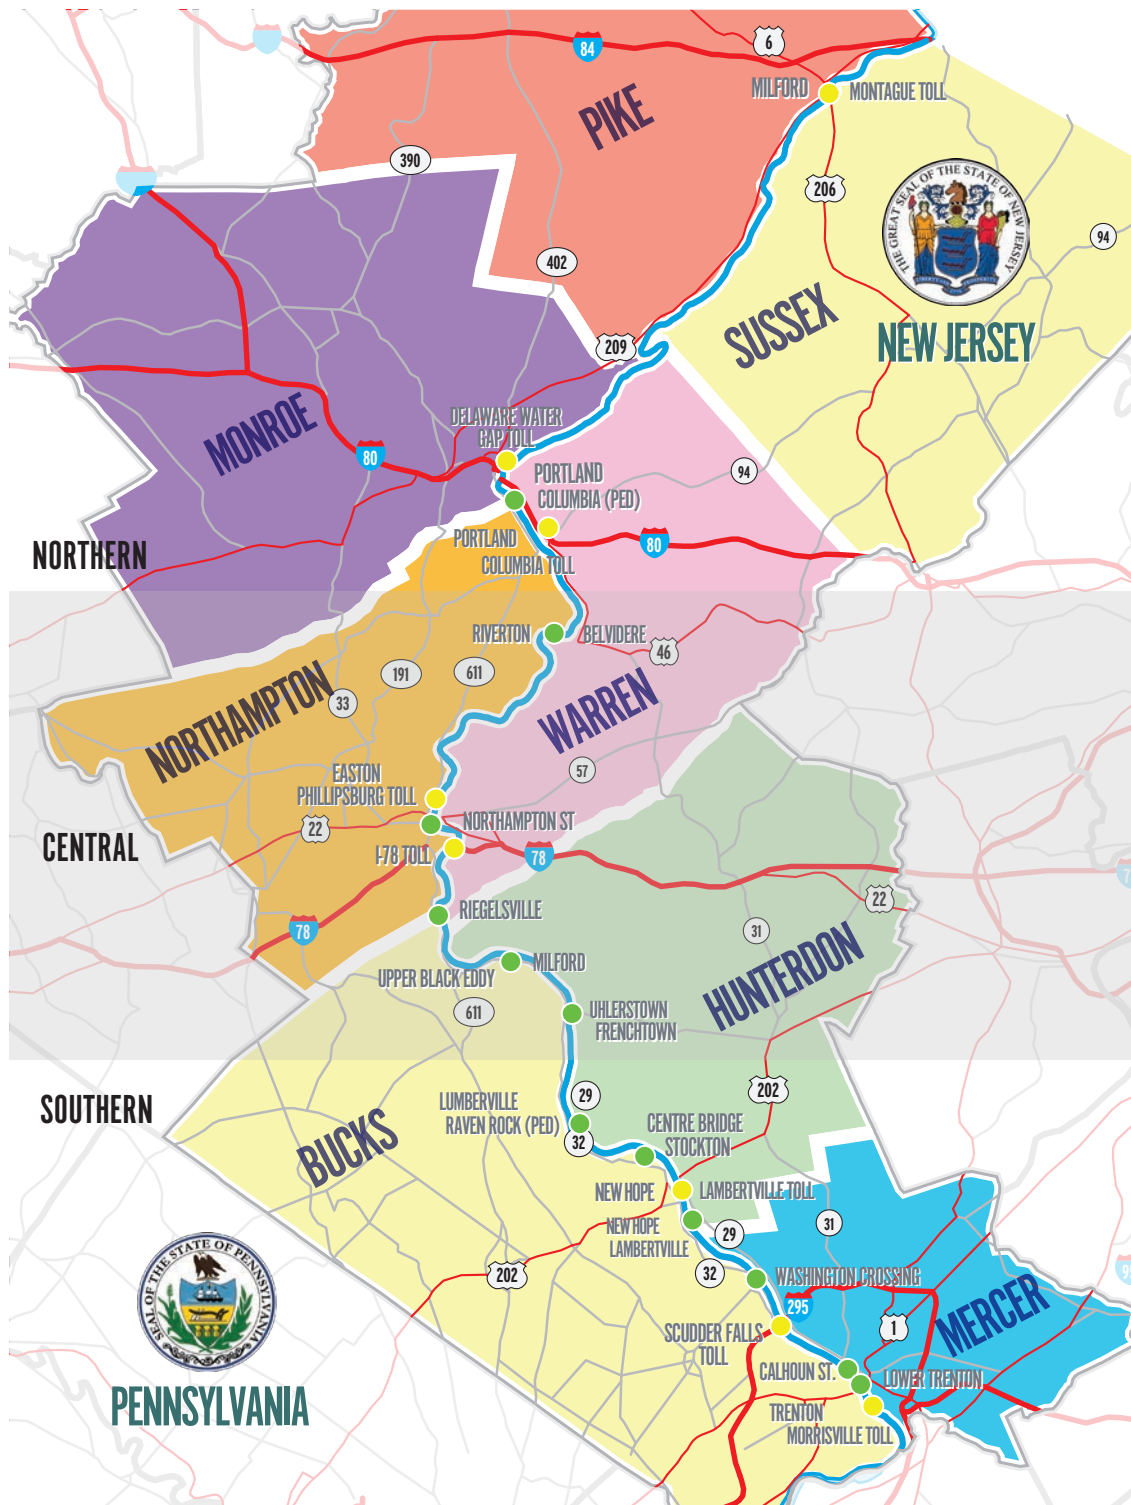 84
6
MILFORD
MONTAGUE TOLL
PIKE
390
206
THE GREAT SEAL OF THE STATE OF NEW JERSEY
94
402
SUSSEX
NEW JERSEY
209
MONROE
DELAWARE WATER
GAP TOLL
80
94
PORTLAND
COLUMBIA (PED)
PORTLAND
COLUMBIA TOLL
80
NORTHERN
RIVERTON
BELVIDERE
46
191
611
33
NORTHAMPTON
WARREN
57
EASTON
PHILLIPSBURG TOLL
22
NORTHAMPTON ST
CENTRAL
I-78 TOLL
78
7
22
RIEGELSVILLE
78
31
HUNTERDON
MILFORD
UPPER BLACK EDDY
611
UHLERSTOWN
FRENCHTOWN
SOUTHERN
29
202
LUMBERVILLE
RAVEN ROCK (PED)
32
CENTRE BRIDGE
STOCKTON
BUCKS
NEW HOPE
LAMBERTVILLE TOLL
NEW HOPE
LAMBERTVILLE
29
31
32
202
WASHINGTON CROSSING
9
SEAL OF THE STATE OF PENNSYLVANIA
295
MERCER
1
SCUDDER FALLS
TOLL
CALHOUN ST.
LOWER TRENTON
PENNSYLVANIA
TRENTON
MORRISVILLE TOLL